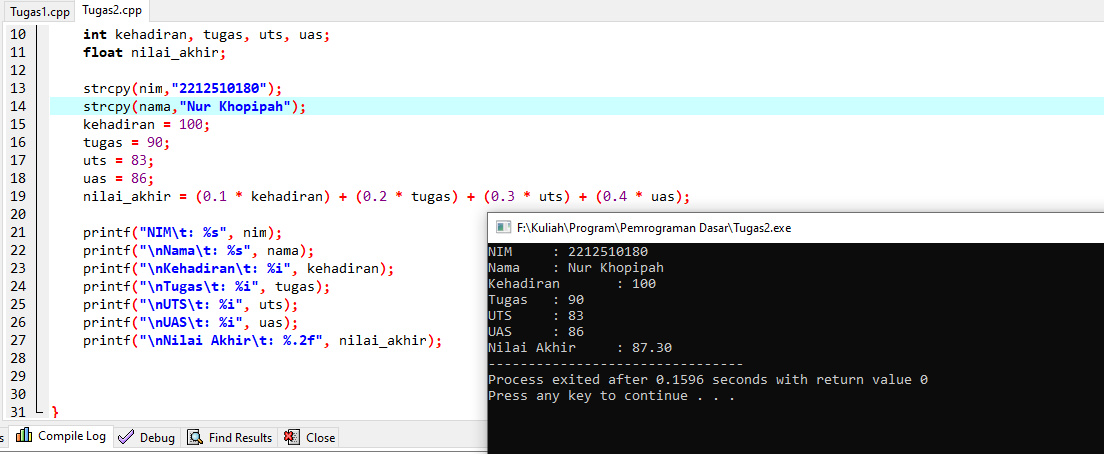 Tugas1.cpp Tugas2.cpp
10 int kehadiran, tugas, uts, uas;
11 float nilai_akhir;
12
13 strcpy(nim,"2212510180");
14 strcpy(nama,"Nur Khopipah");
15 kehadiran = 100;
16 tugas = 90;
17 uts = 83;
18 uas = 86;
19 nilai_akhir = (0.1 * kehadiran) + (0.2 * tugas) + (0.3 * uts) + (0.4 * uas);
20
21 printf("NIM\t: %s", nim);
22 printf("\nNama\t: %s", nama);
23 printf("\nKehadiran\t: %i", kehadiran);
24 printf("\nTugas\t: %i", tugas);
25 printf("\nUTS\t: %i", uts);
26 printf("\nUAS\t: %i", uas);
27 printf("\nNilai Akhir\t: %.2f", nilai_akhir);
28
29
30
31 }
F:\Kuliah\Program\Pemrograman Dasar\Tugas2.exe
NIM : 2212510180
Nama : Nur Khopipah
Kehadiran : 100
Tugas : 90
UTS : 83
UAS : 86
Nilai Akhir : 87.30
--------------------------------
Process exited after 0.1596 seconds with return value 0
Press any key to continue . . .
s Compile Log Debug Find Results Close